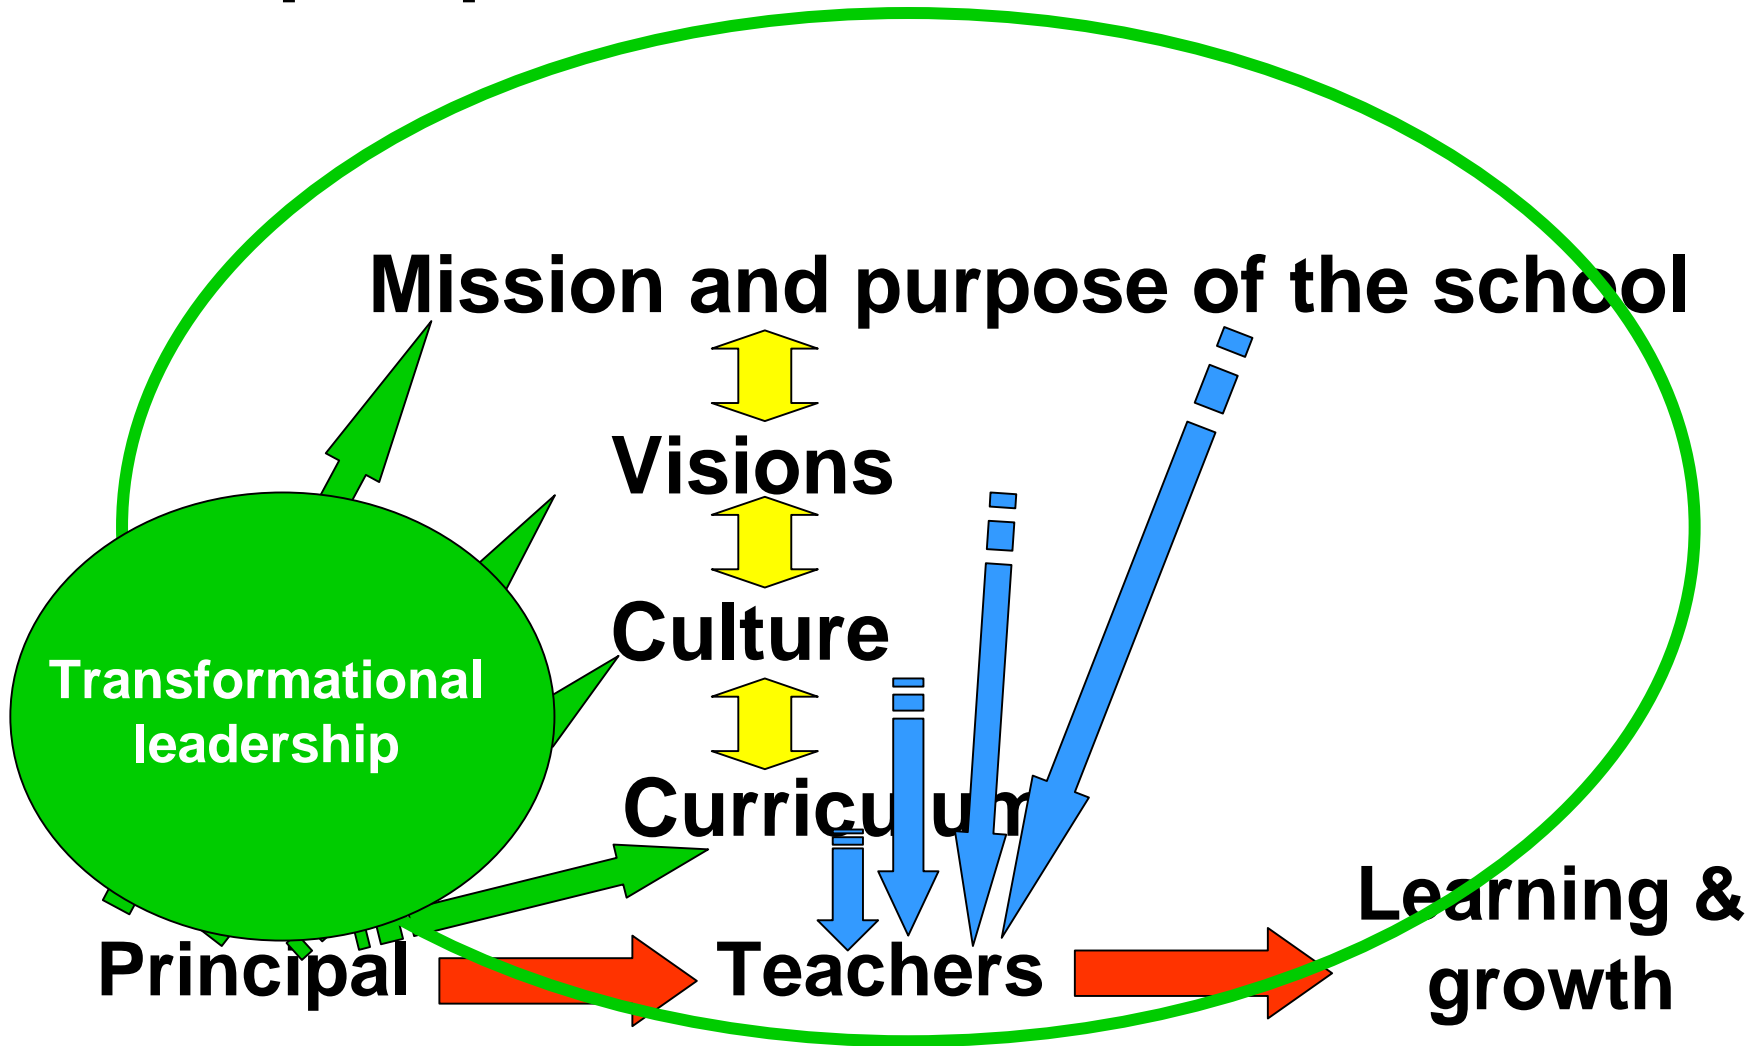 Mission and purpose of the school
Visions
Culture
Transformational
leadership
Curriculum
Learning &
growth
Principal
Teachers